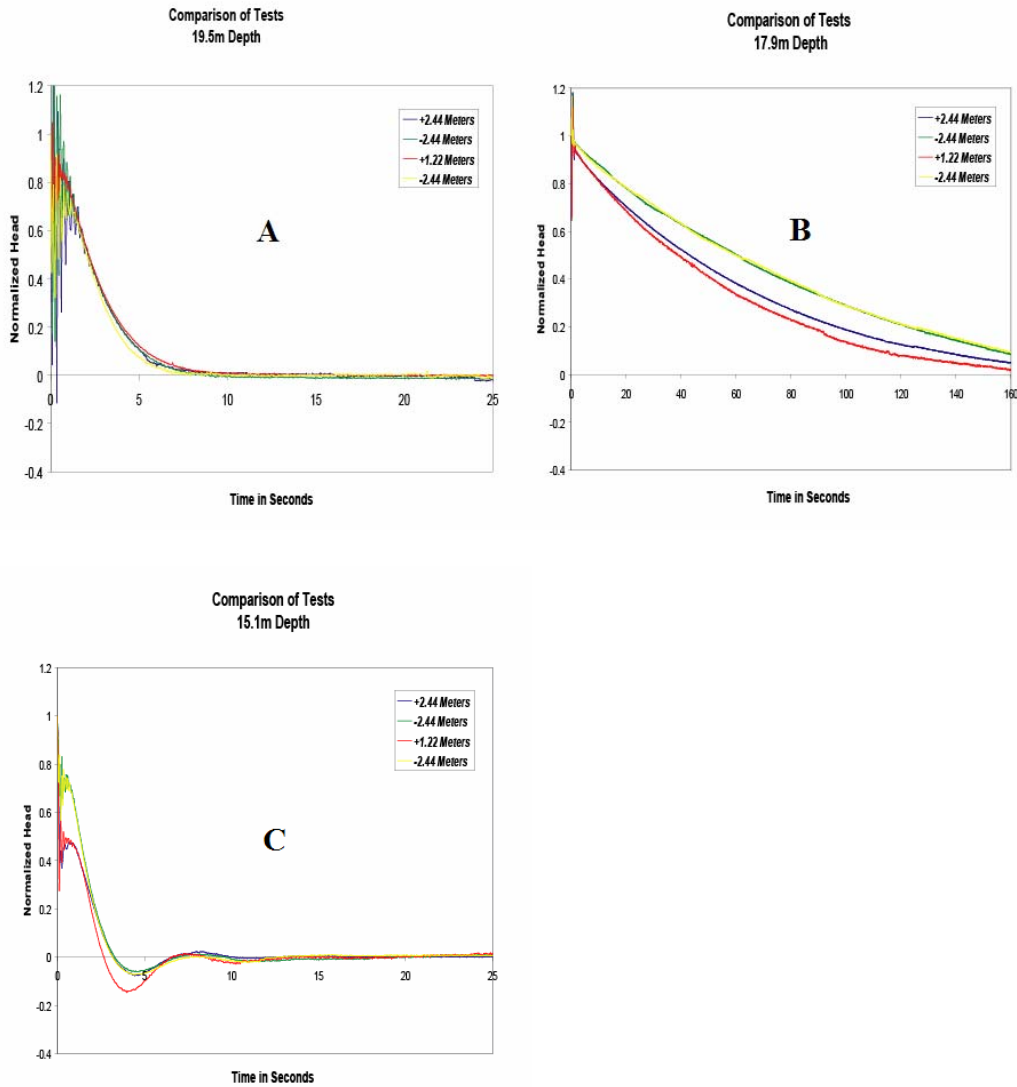 Comparison of Tests
19.5m Depth
Normalized Head
1.2
1
0.8
0.6
0.4
0.2
0
-0.2
-0.4
0
5
10
15
20
25
+2.44 Meters
-2.44 Meters
+1.22 Meters
-2.44 Meters
A
Time in Seconds
Comparison of Tests
17.9m Depth
Normalized Head
1.2
1
0.8
0.6
0.4
0.2
0
-0.2
-0.4
0
20
40
60
80
100
120
140
160
+2.44 Meters
-2.44 Meters
+1.22 Meters
-2.44 Meters
B
Time in Seconds
Comparison of Tests
15.1m Depth
Normalized Head
1.2
1
0.8
0.6
0.4
0.2
0
-0.2
-0.4
0
5
10
15
20
25
+2.44 Meters
-2.44 Meters
+1.22 Meters
-2.44 Meters
C
Time in Seconds